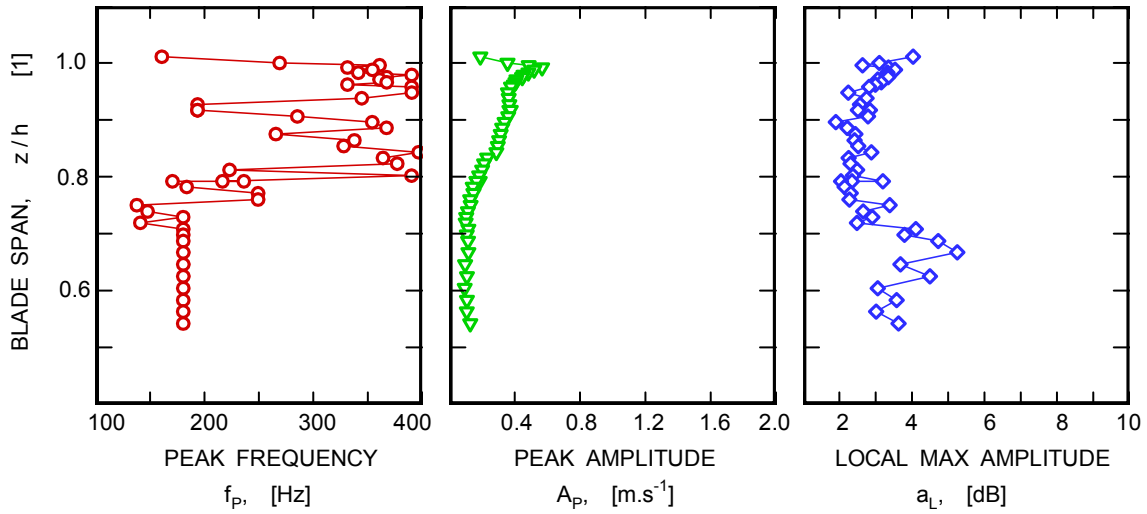 BLADE SPAN, z / h [1]
1.0
0.8
0.6
100 200 300 400
0.4 0.8 1.2 1.6 2.0
2 4 6 8 10
PEAK FREQUENCY
f_P, [Hz]
PEAK AMPLITUDE
A_P, [m.s⁻¹]
LOCAL MAX AMPLITUDE
a_L, [dB]